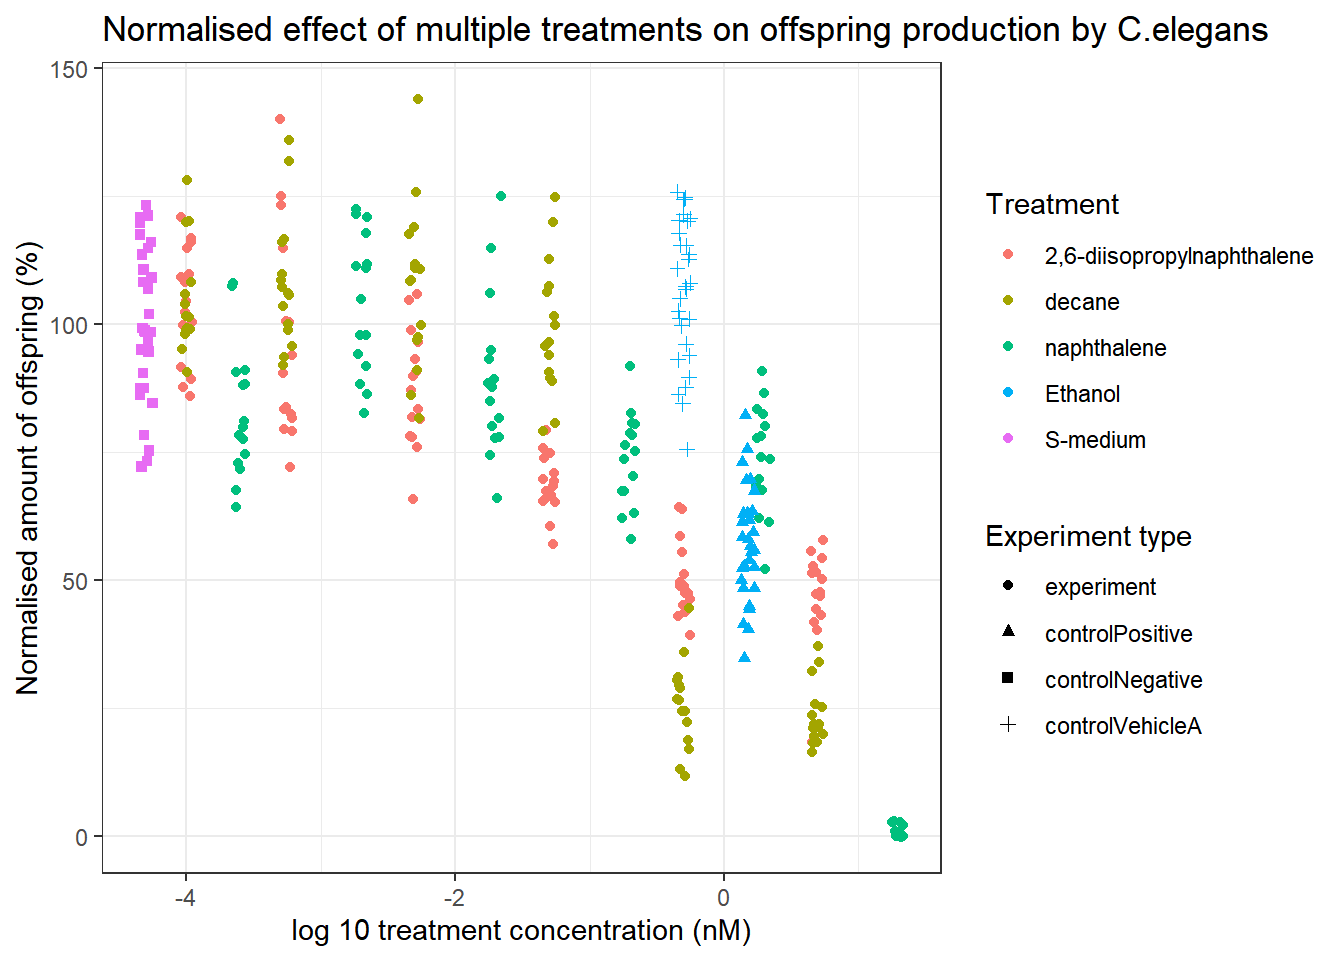 Normalised effect of multiple treatments on offspring production by C.elegans
Normalised amount of offspring (%)
150
100
50
0
-4
-2
0
log 10 treatment concentration (nM)
Treatment
2,6-diisopropylnaphthalene
decane
naphthalene
Ethanol
S-medium
Experiment type
experiment
controlPositive
controlNegative
controlVehicleA